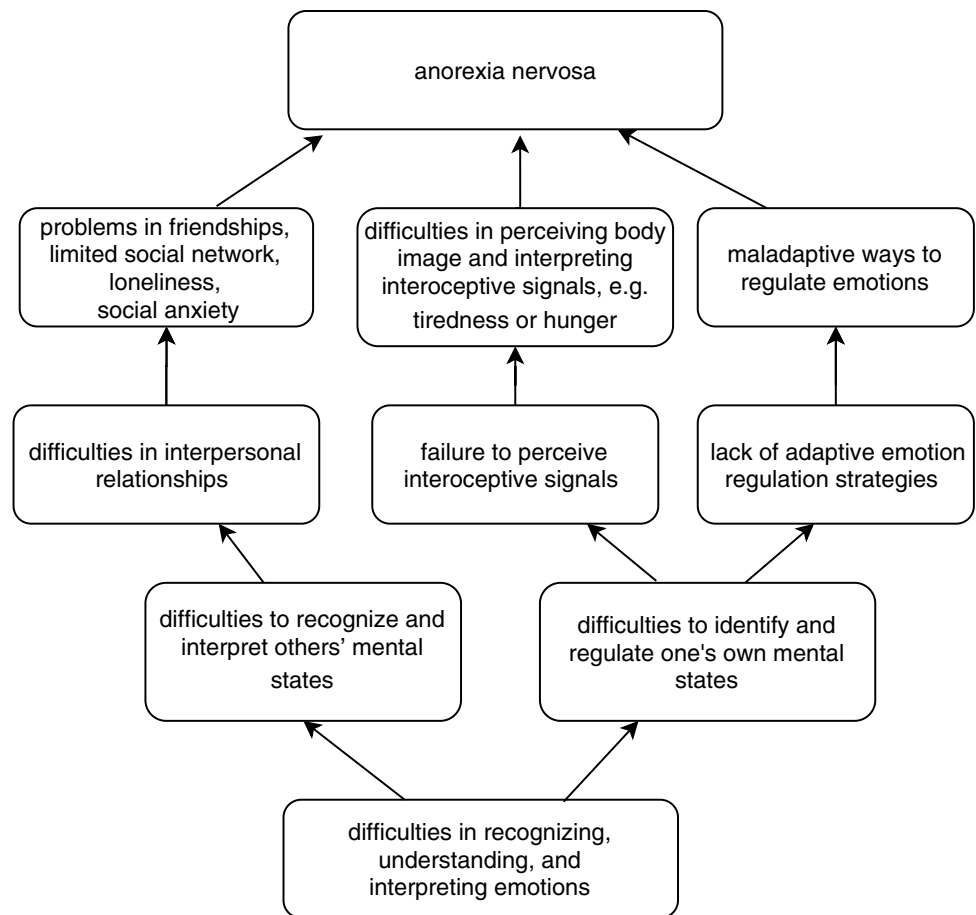 anorexia nervosa
problems in friendships,
limited social network,
loneliness,
social anxiety
difficulties in perceiving body
image and interpreting
interoceptive signals, e.g.
tiredness or hunger
maladaptive ways to
regulate emotions
difficulties in interpersonal
relationships
failure to perceive
interoceptive signals
lack of adaptive emotion
regulation strategies
difficulties to recognize and
interpret others’ mental
states
difficulties to identify and
regulate one's own mental
states
difficulties in recognizing,
understanding, and
interpreting emotions